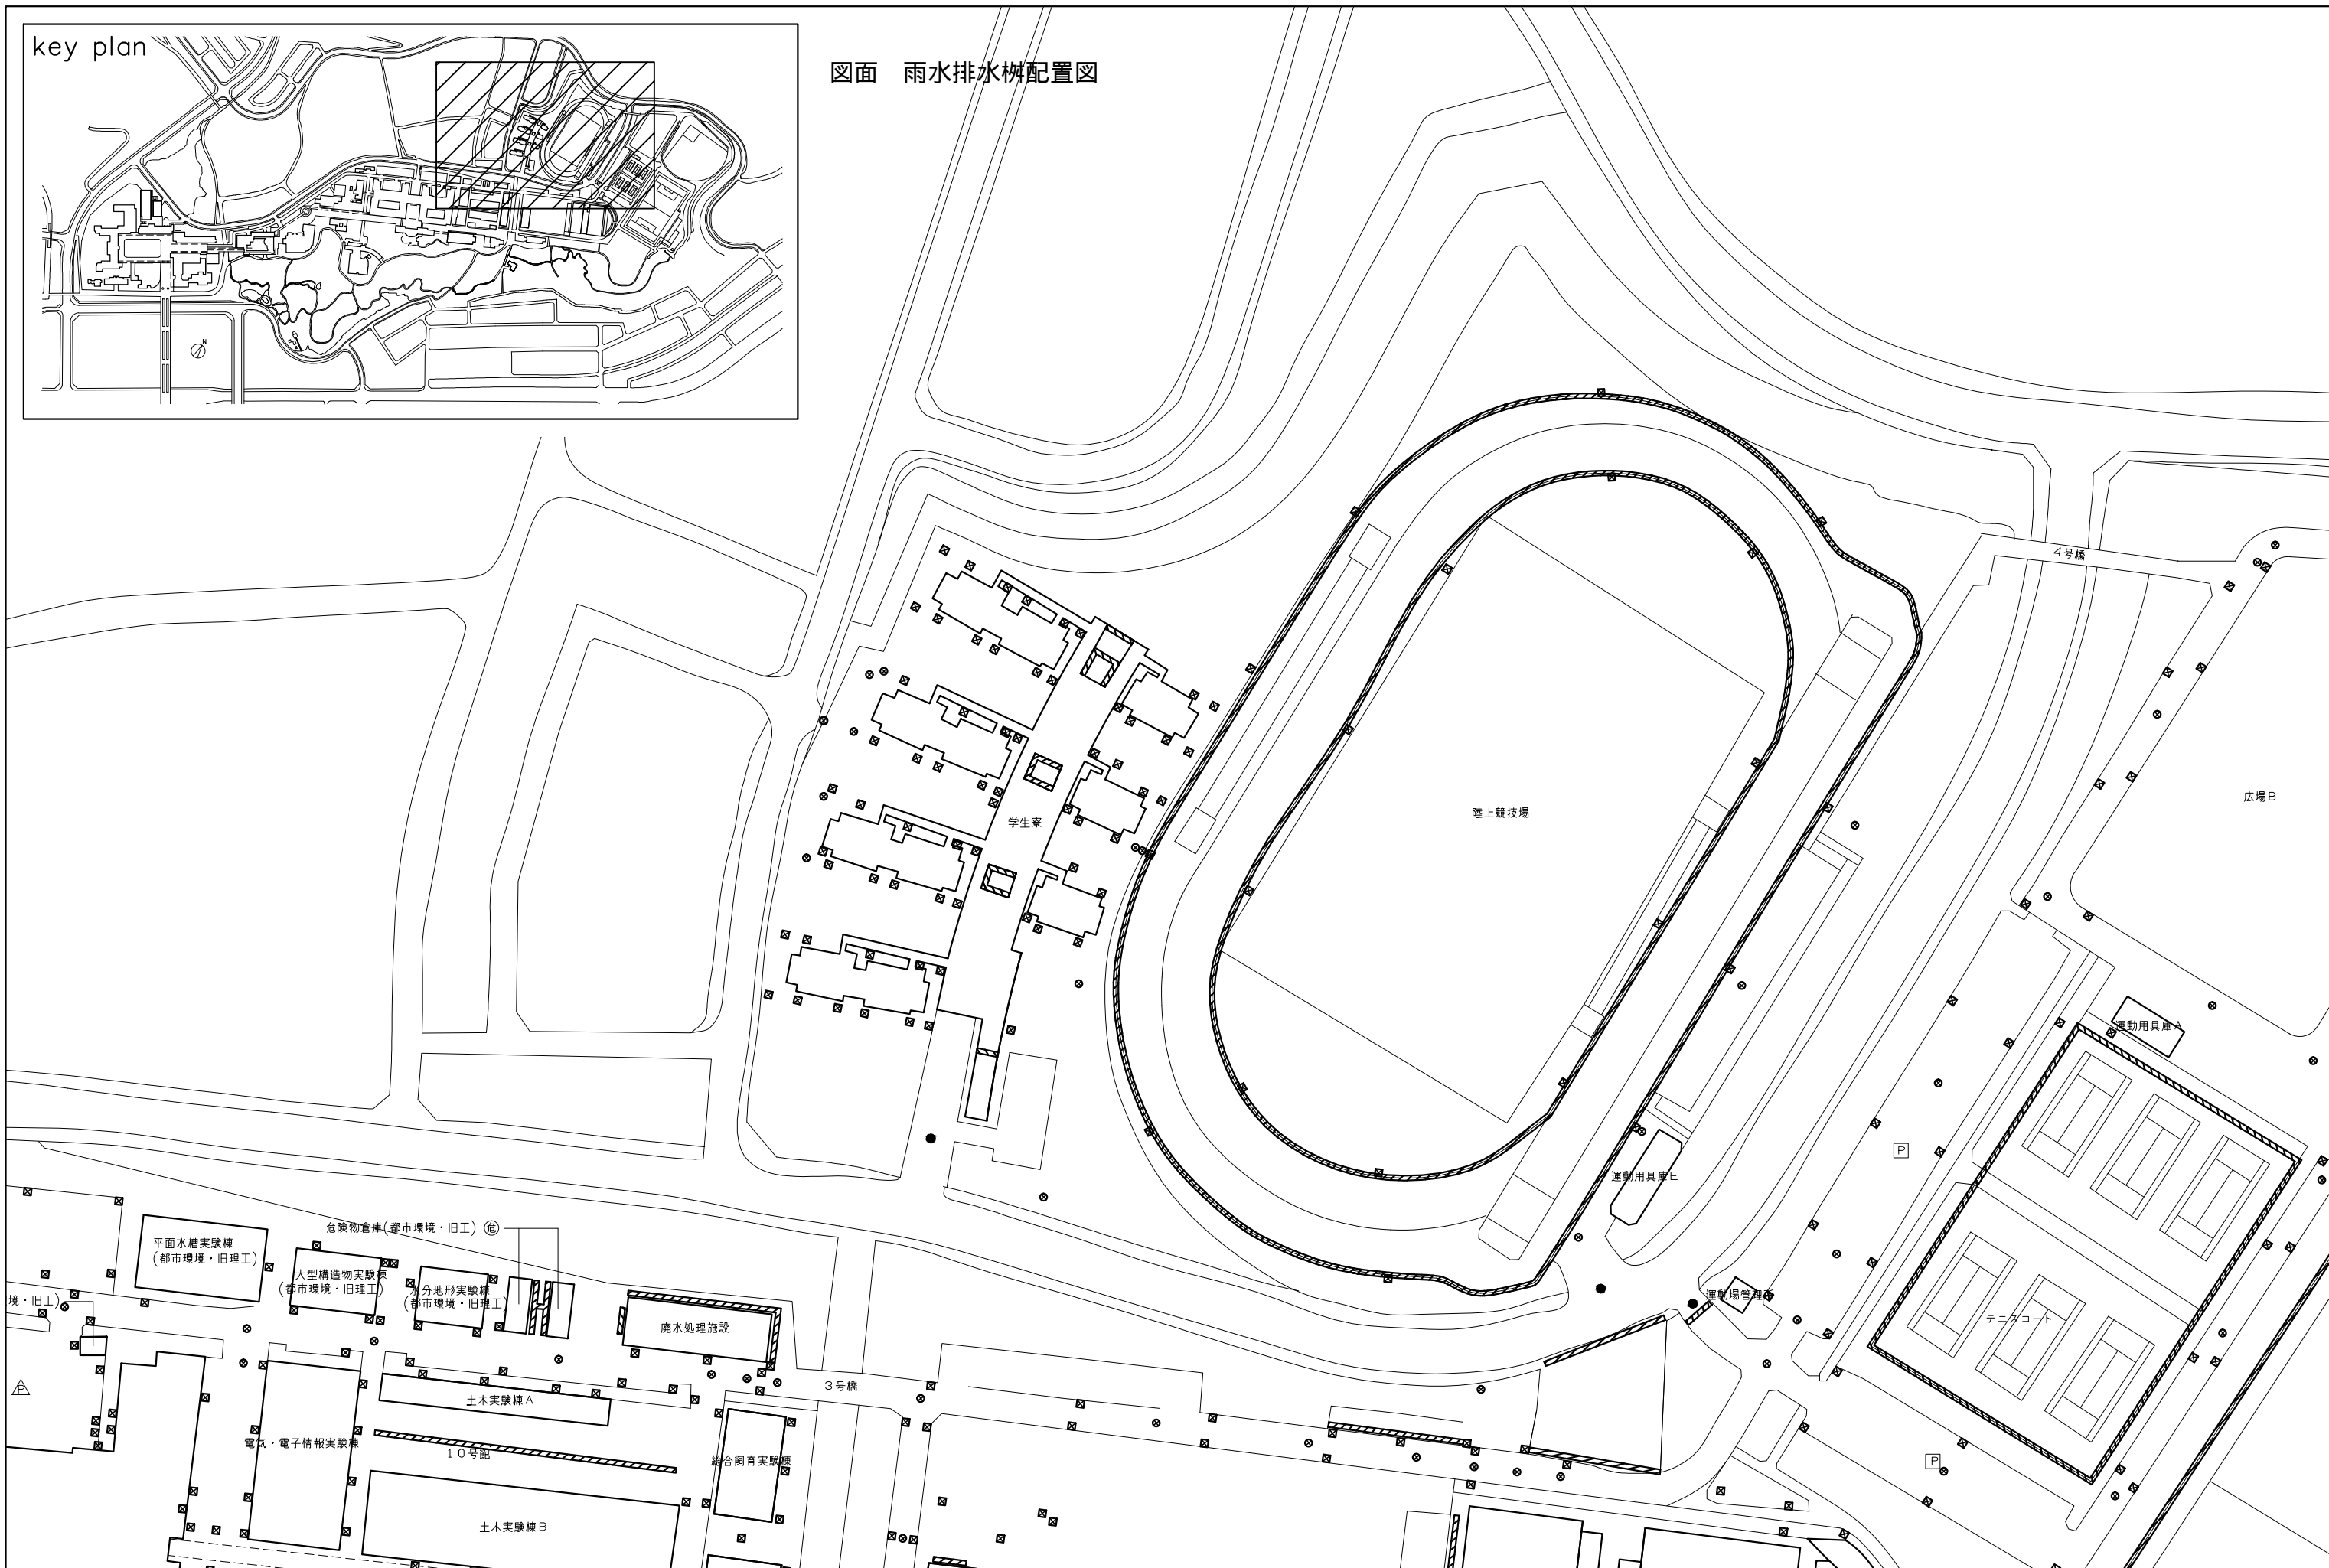 key plan
図面　雨水排水桝配置図
N
4号橋
広場B
学生寮
陸上競技場
運動用具庫A
P
運動用具庫E
危険物倉庫(都市環境・旧工) 危
平面水槽実験棟
(都市環境・旧理工)
大型構造物実験棟
(都市環境・旧理工)
水分地形実験棟
(都市環境・旧理工)
境・旧工)
廃水処理施設
運動場管理
テニスコート
P
3号橋
土木実験棟A
電気・電子情報実験棟
10号館
総合飼育実験棟
P
土木実験棟B